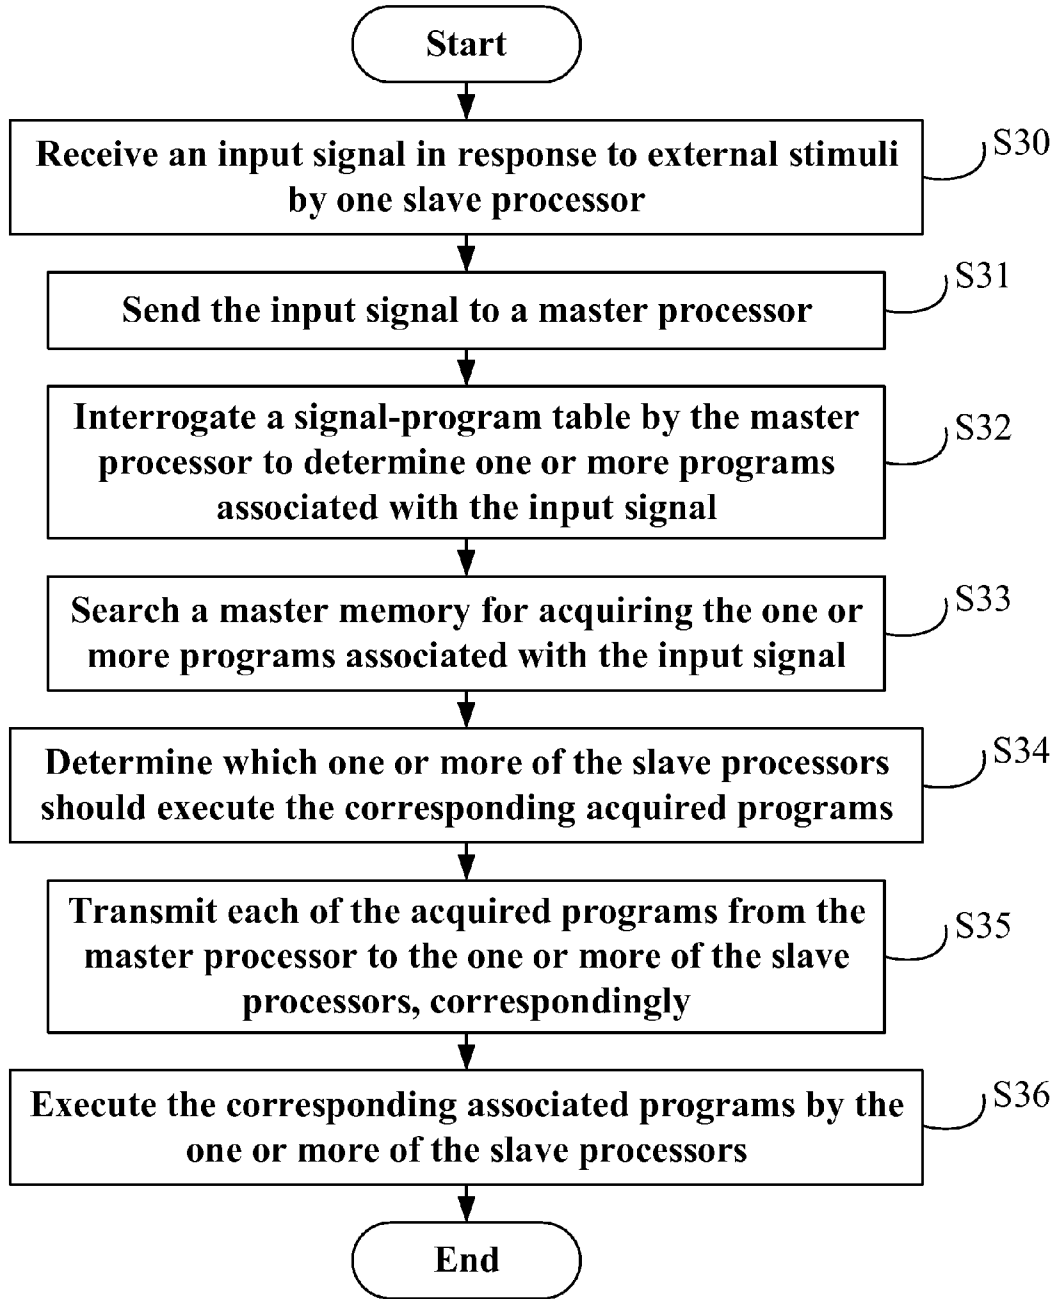 Start
Receive an input signal in response to external stimuli
by one slave processor
S30
Send the input signal to a master processor
S31
Interrogate a signal-program table by the master
processor to determine one or more programs
associated with the input signal
S32
Search a master memory for acquiring the one or
more programs associated with the input signal
S33
Determine which one or more of the slave processors
should execute the corresponding acquired programs
S34
Transmit each of the acquired programs from the
master processor to the one or more of the slave
processors, correspondingly
S35
Execute the corresponding associated programs by the
one or more of the slave processors
S36
End